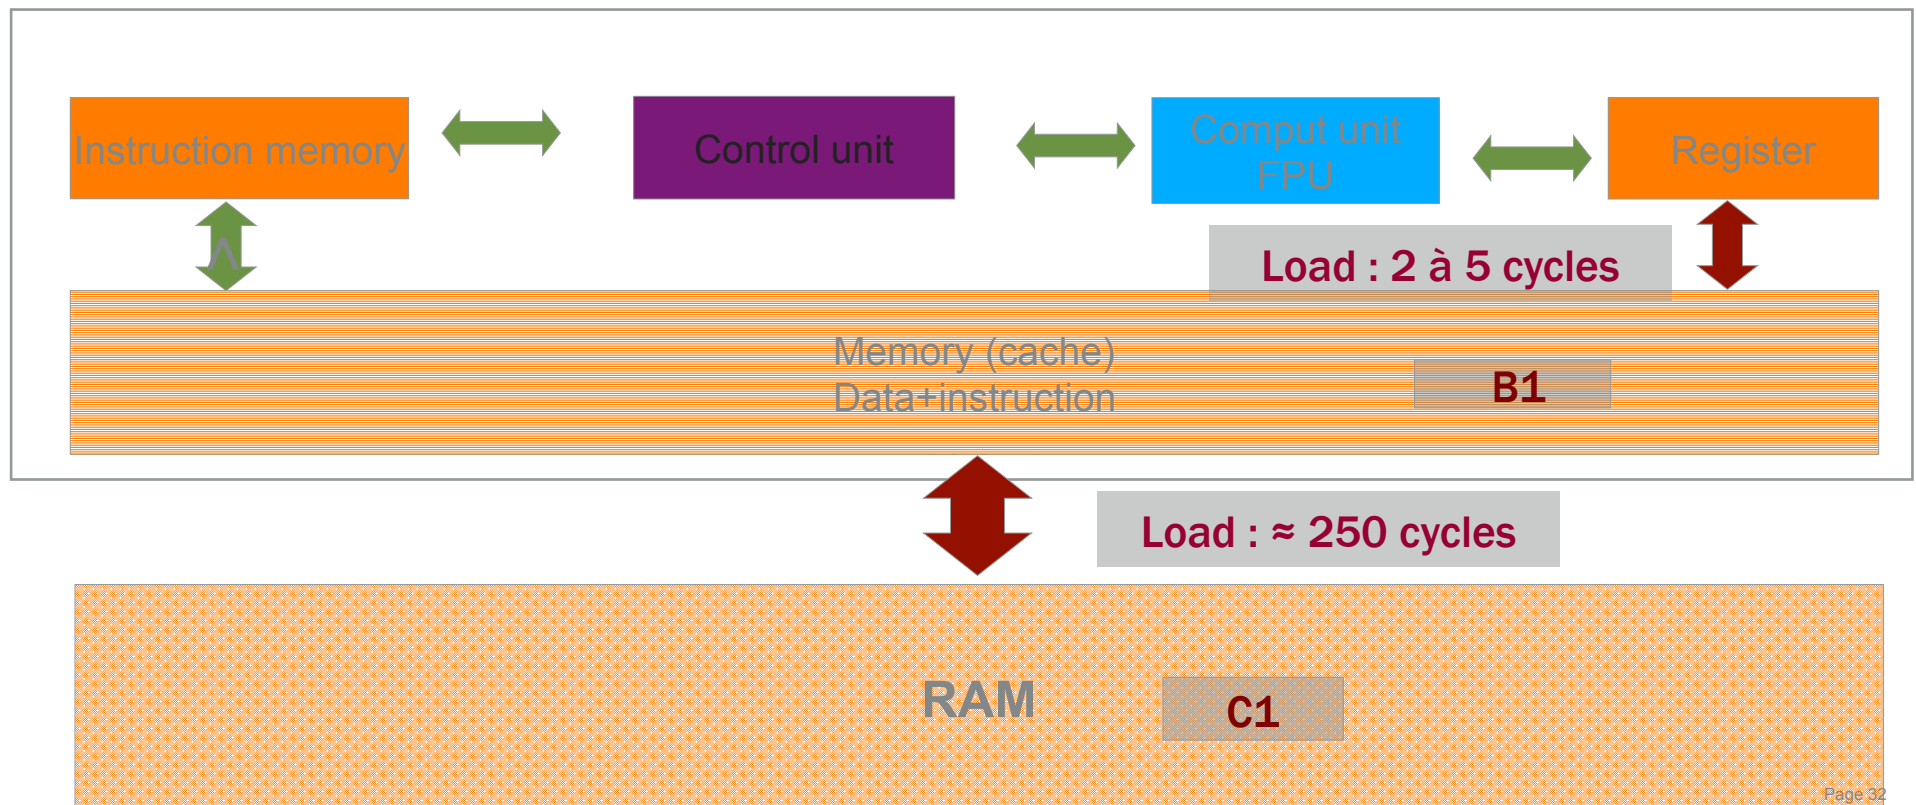 Instruction memory
Control unit
Comput unit
FPU
Register
Load : 2 à 5 cycles
Memory (cache)
Data+instruction
B1
Load : ≈ 250 cycles
RAM
C1
Page 32